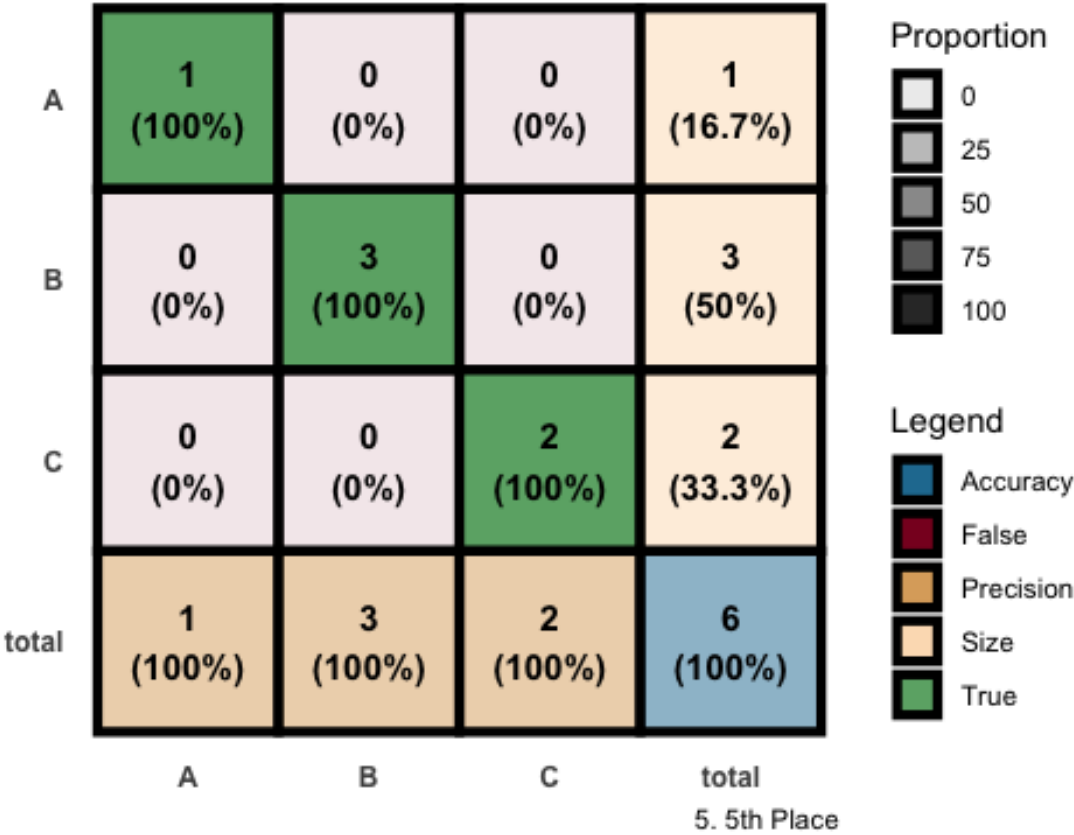 1 0 0 1
A (100%) (0%) (0%) (16.7%)
0 3 0 3
B (0%) (100%) (0%) (50%)
0 0 2 2
C (0%) (0%) (100%) (33.3%)
1 3 2 6
total (100%) (100%) (100%) (100%)
A B C total
5. 5th Place
Proportion
0
25
50
75
100
Legend
Accuracy
False
Precision
Size
True